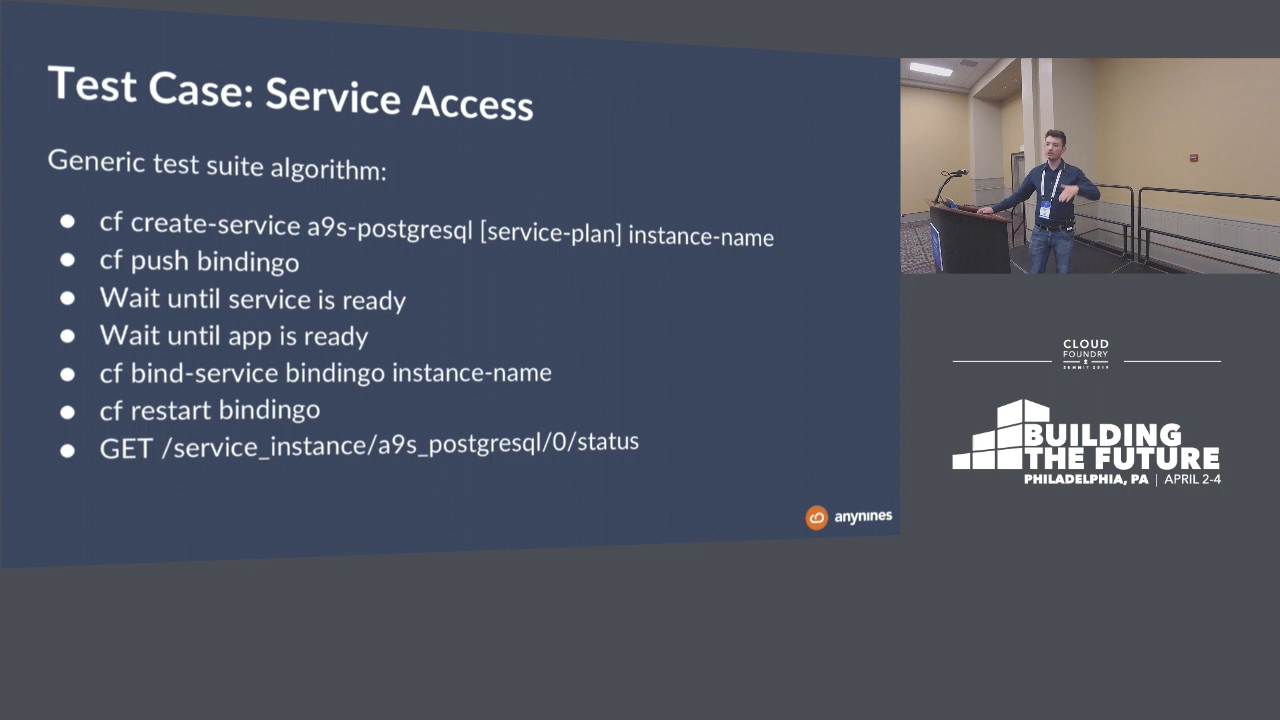 Test Case: Service Access
Generic test suite algorithm:
● cf create-service a9s-postgresql [service-plan] instance-name
● cf push bindingo
● Wait until service is ready
● Wait until app is ready
● cf bind-service bindingo instance-name
● cf restart bindingo
● GET /service_instance/a9s_postgresql/0/status
anynines
CLOUD
FOUNDRY
SUMMIT 2019
BUILDING
THE FUTURE
PHILADELPHIA, PA | APRIL 2-4